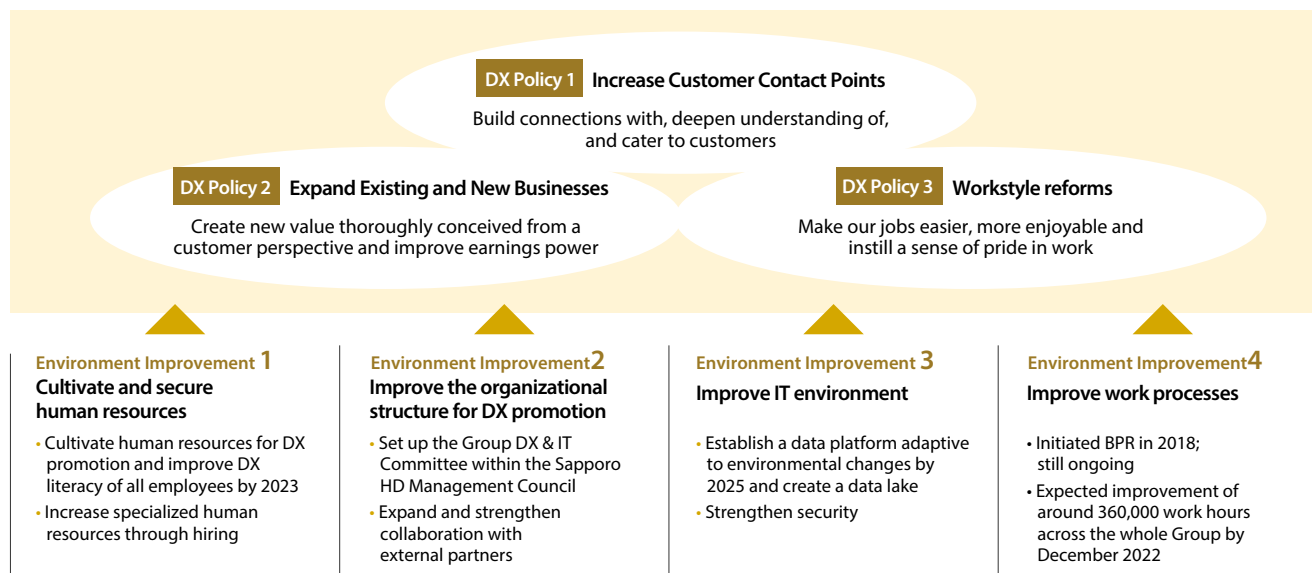 DX Policy 1 Increase Customer Contact Points
Build connections with, deepen understanding of,
and cater to customers
DX Policy 2 Expand Existing and New Businesses
Create new value thoroughly conceived from a
customer perspective and improve earnings power
DX Policy 3 Workstyle reforms
Make our jobs easier, more enjoyable and
instill a sense of pride in work
Environment Improvement 1
Cultivate and secure
human resources
• Cultivate human resources for DX
promotion and improve DX
literacy of all employees by 2023
• Increase specialized human
resources through hiring
Environment Improvement2
Improve the organizational
structure for DX promotion
• Set up the Group DX & IT
Committee within the Sapporo
HD Management Council
• Expand and strengthen
collaboration with
external partners
Environment Improvement 3
Improve IT environment
• Establish a data platform adaptive
to environmental changes by
2025 and create a data lake
• Strengthen security
Environment Improvement4
Improve work processes
• Initiated BPR in 2018;
still ongoing
• Expected improvement of
around 360,000 work hours
across the whole Group by
December 2022